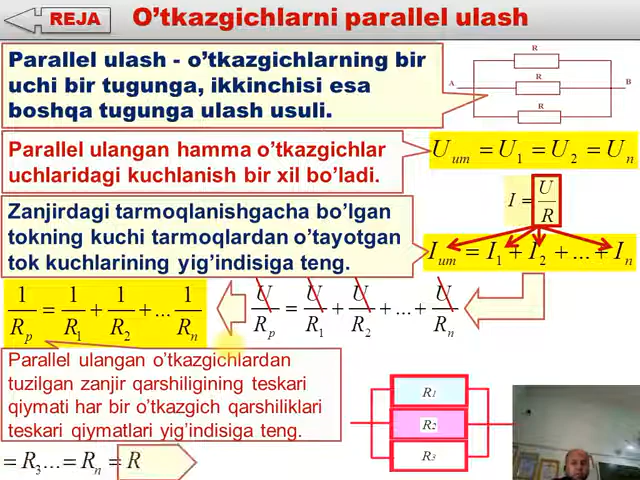 REJA
O’tkazgichlarni parallel ulash
Parallel ulash - o’tkazgichlarning bir
uchi bir tugunga, ikkinchisi esa
boshqa tugunga ulash usuli.
R
A R B
R
Parallel ulangan hamma o’tkazgichlar
uchlaridagi kuchlanish bir xil bo’ladi.
U_um = U_1 = U_2 = U_n
I = U/R
Zanjirdagi tarmoqlanishgacha bo’lgan
tokning kuchi tarmoqlardan o’tayotgan
tok kuchlarining yig’indisiga teng.
I_um = I_1 + I_2 + ... + I_n
1/R_p = 1/R_1 + 1/R_2 + ... 1/R_n
U/R_p = U/R_1 + U/R_2 + ... + U/R_n
Parallel ulangan o’tkazgichlardan
tuzilgan zanjir qarshiligining teskari
qiymati har bir o’tkazgich qarshiliklari
teskari qiymatlari yig’indisiga teng.
R1
R2
R3
= R_3 ... = R_n = R